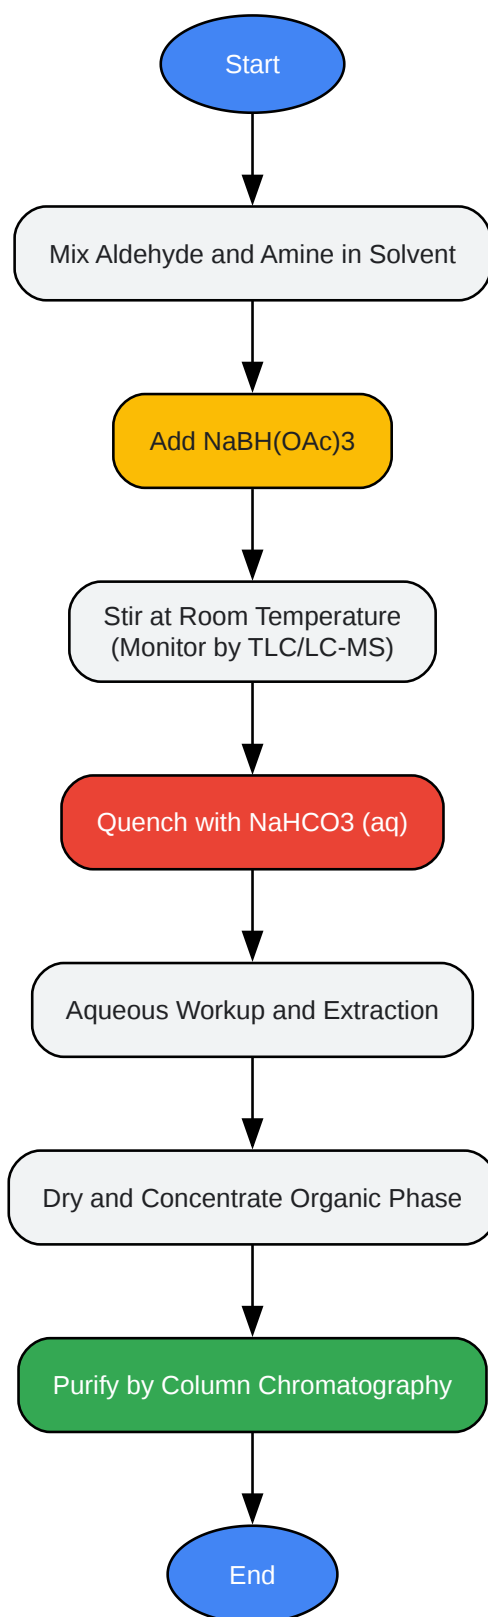 Start
Mix Aldehyde and Amine in Solvent
Add NaBH(OAc)3
Stir at Room Temperature
(Monitor by TLC/LC-MS)
Quench with NaHCO3 (aq)
Aqueous Workup and Extraction
Dry and Concentrate Organic Phase
Purify by Column Chromatography
End